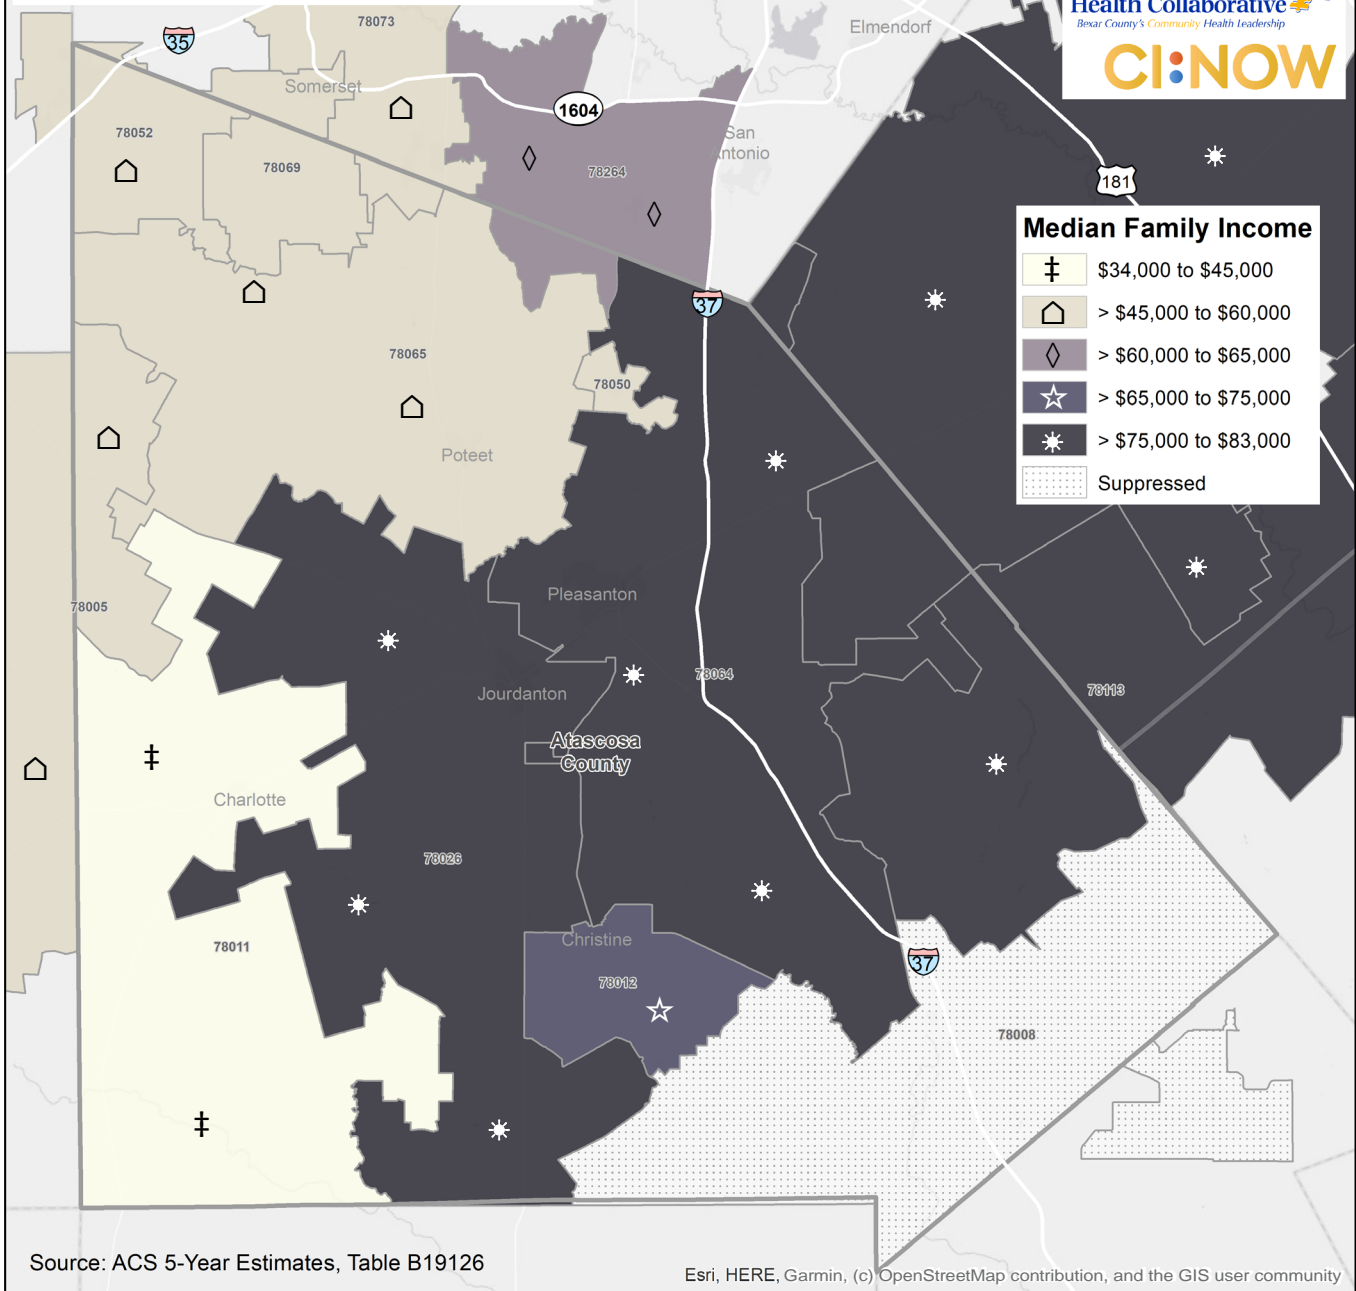 Health Collaborative
Bexar County's Community Health Leadership
CI:NOW
35
78073
Elmendorf
Somerset
1604
78052
San
Antonio
78069
78264
181
Median Family Income
$34,000 to $45,000
> $45,000 to $60,000
> $60,000 to $65,000
> $65,000 to $75,000
> $75,000 to $83,000
Suppressed
37
78065
78050
Poteet
78005
Pleasanton
78064
78113
Jourdanton
Atascosa
County
Charlotte
78026
78011
Christine
37
78012
78008
Source: ACS 5-Year Estimates, Table B19126
Esri, HERE, Garmin, (c) OpenStreetMap contribution, and the GIS user community